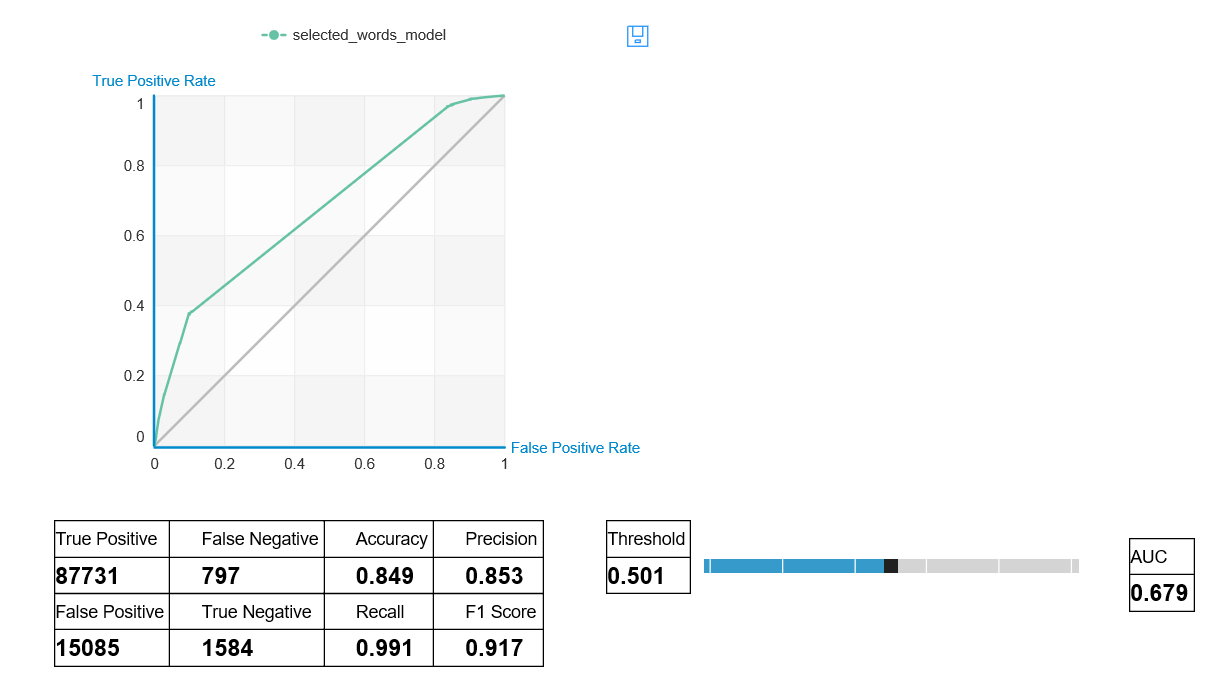 selected_words_model
True Positive Rate
1
0.8
0.6
0.4
0.2
0
0 0.2 0.4 0.6 0.8 1
False Positive Rate
True Positive False Negative Accuracy Precision
87731 797 0.849 0.853
False Positive True Negative Recall F1 Score
15085 1584 0.991 0.917
Threshold
0.501
AUC
0.679